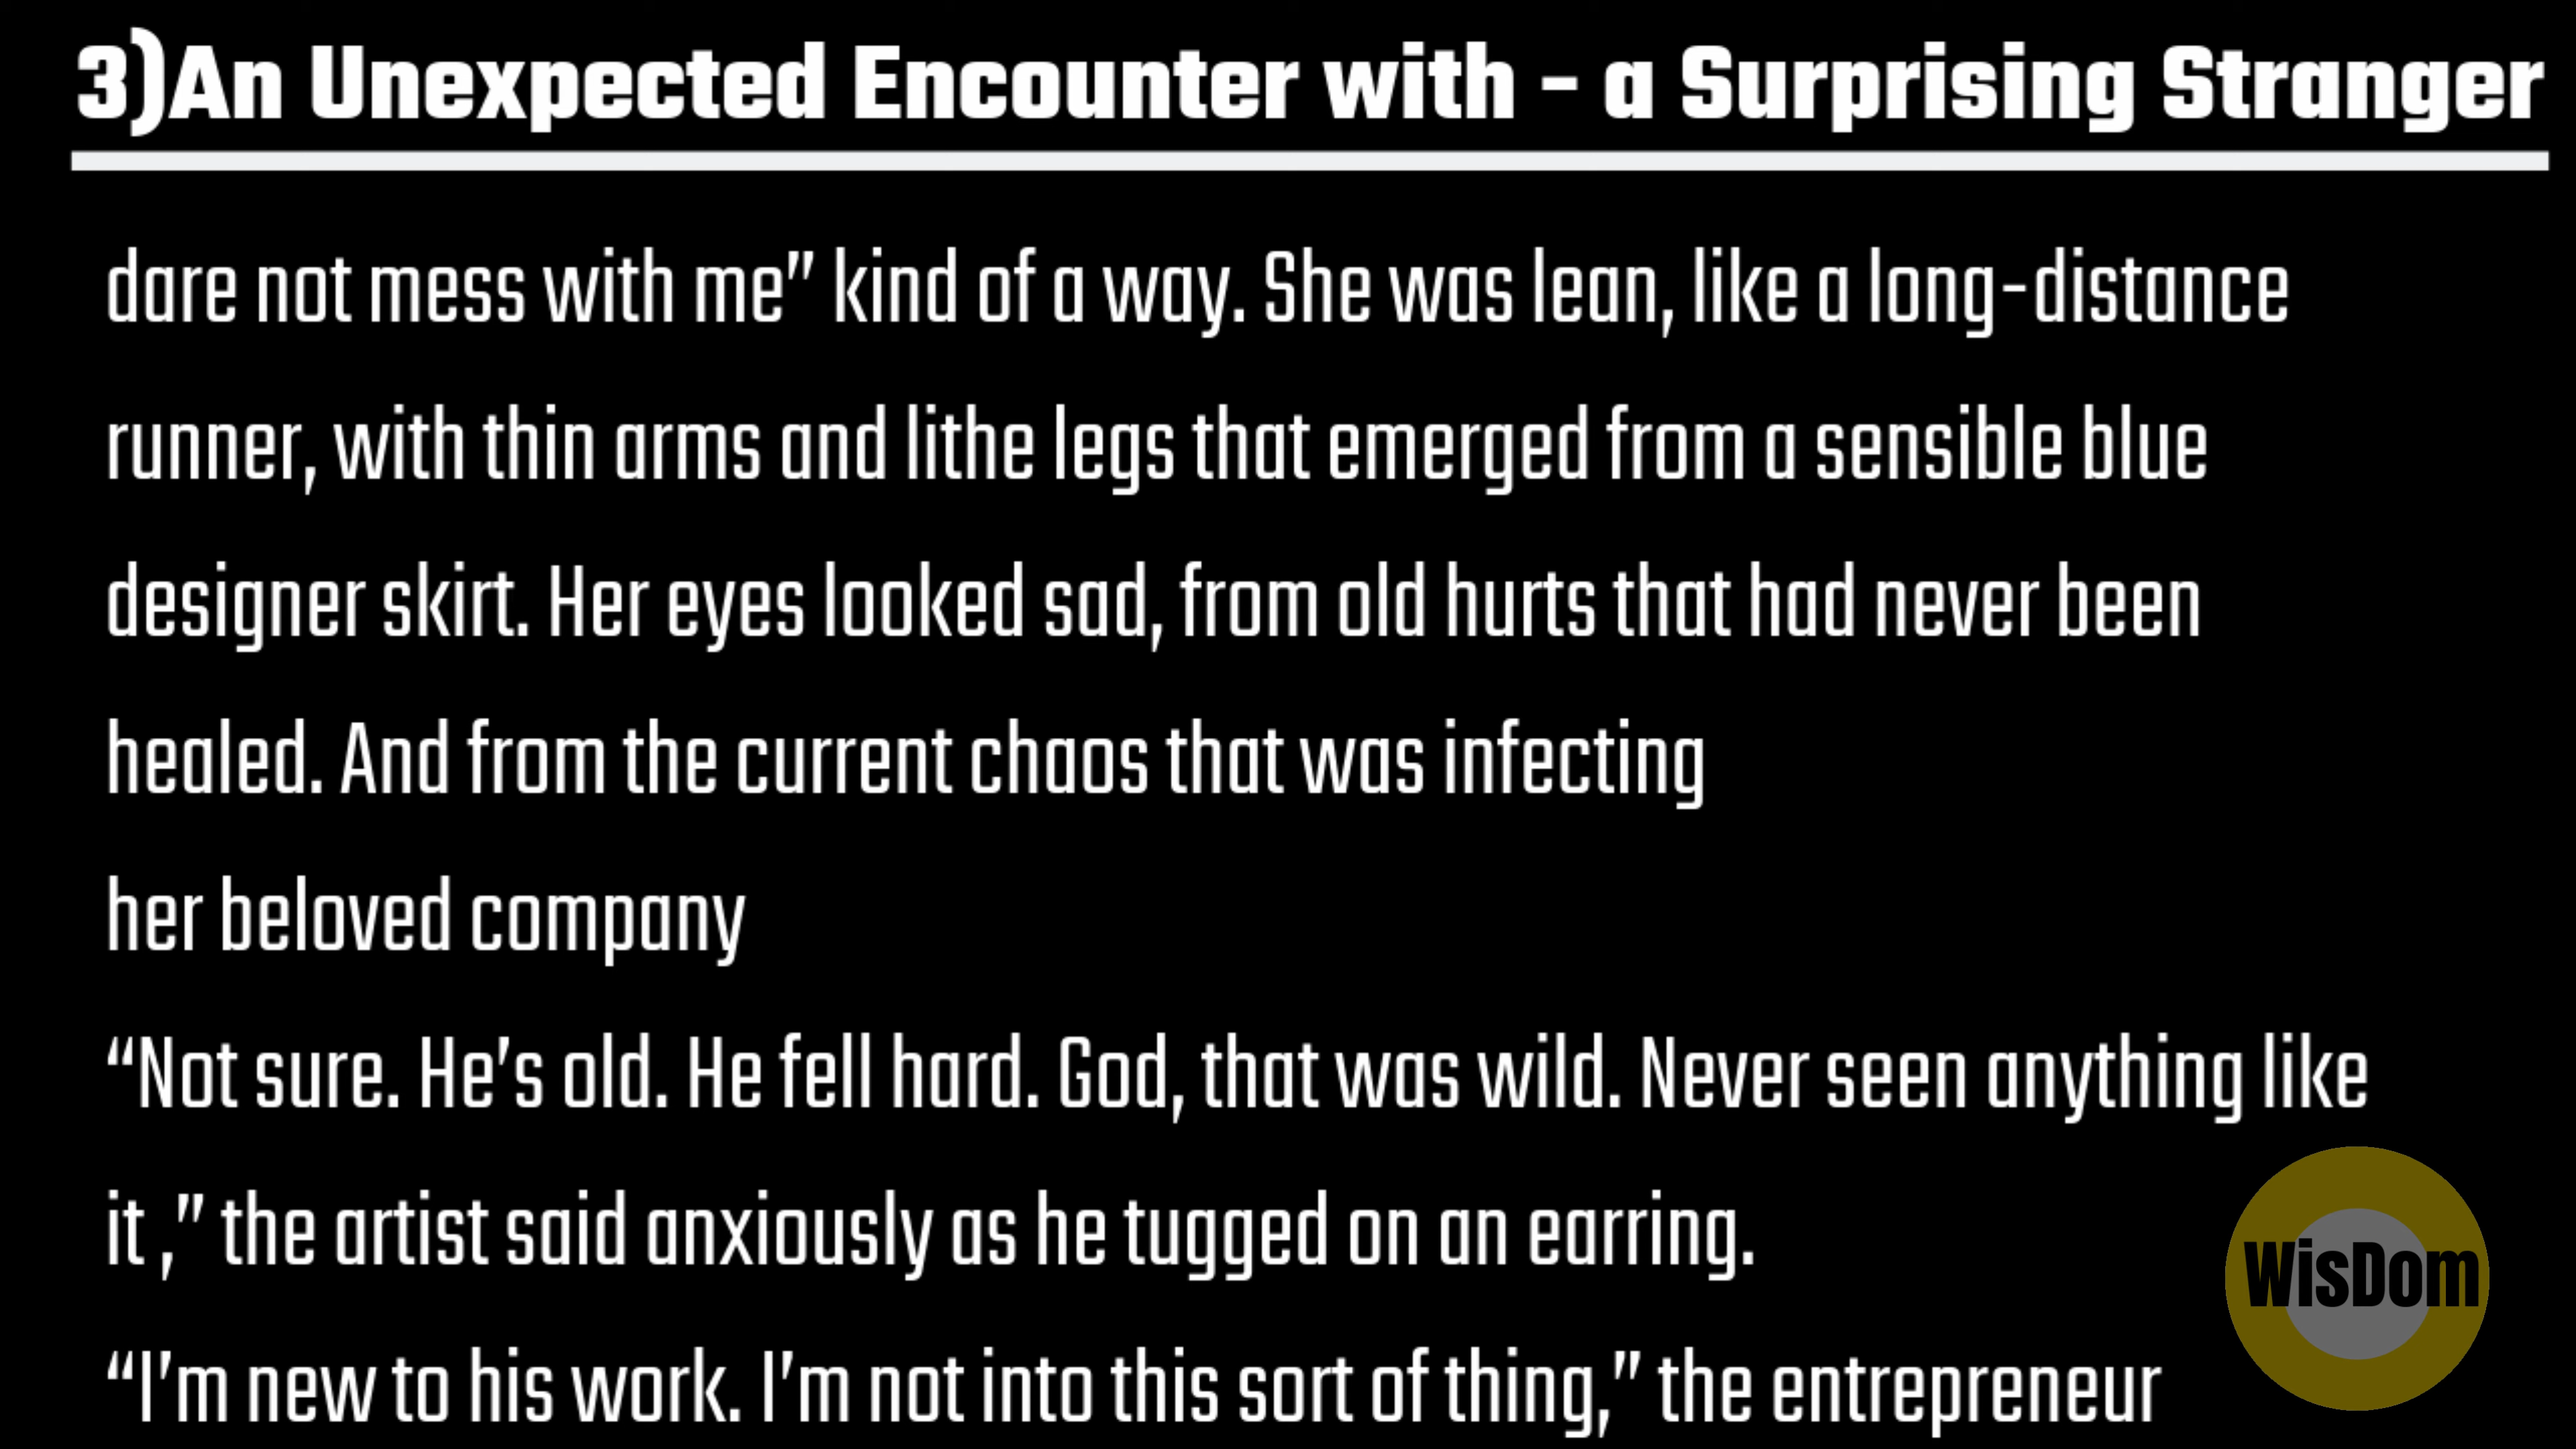 3)An Unexpected Encounter with - a Surprising Stranger
dare not mess with me” kind of a way. She was lean, like a long-distance
runner, with thin arms and lithe legs that emerged from a sensible blue
designer skirt. Her eyes looked sad, from old hurts that had never been
healed. And from the current chaos that was infecting
her beloved company
“Not sure. He’s old. He fell hard. God, that was wild. Never seen anything like
it ,” the artist said anxiously as he tugged on an earring.
“I’m new to his work. I’m not into this sort of thing,” the entrepreneur
WisDom